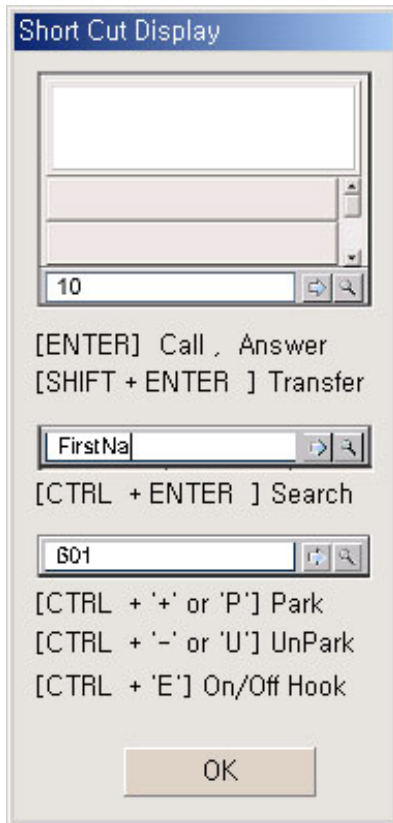 Short Cut Display
10
[ENTER] Call , Answer
[SHIFT + ENTER ] Transfer
FirstNa
[CTRL + ENTER ] Search
601
[CTRL + '+' or 'P'] Park
[CTRL + '-' or 'U'] UnPark
[CTRL + 'E'] On/Off Hook
OK